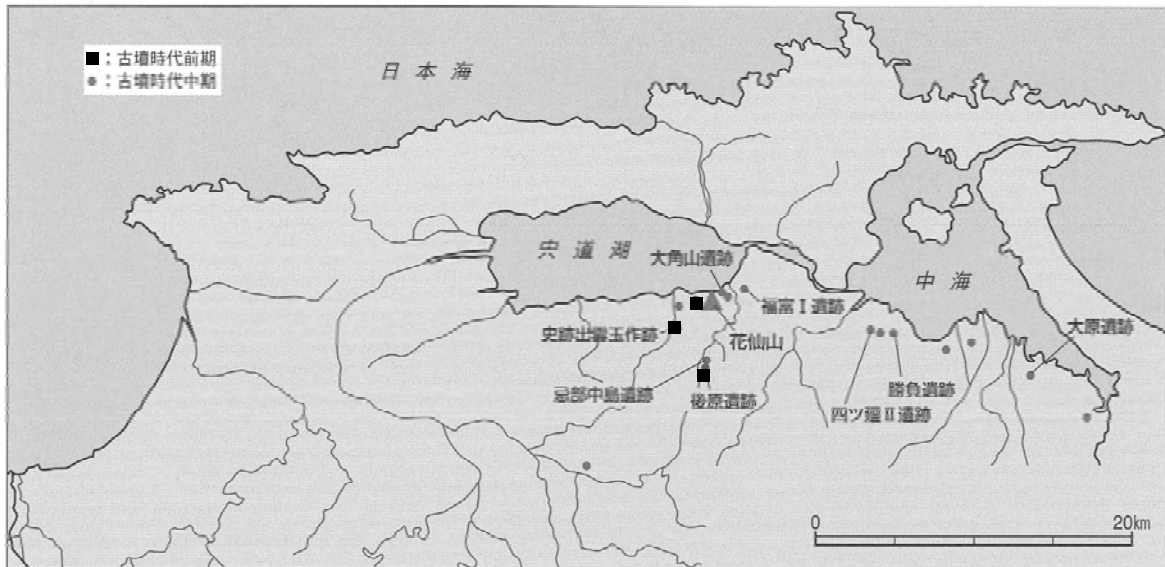 ■：古墳時代前期
●：古墳時代中期
日本海
宍道湖
大角山遺跡
中海
福富Ⅰ遺跡
大原遺跡
史跡出雲玉作跡
花仙山
忌部中島遺跡
後原遺跡
勝負遺跡
四ツ廻Ⅱ遺跡
0 20km